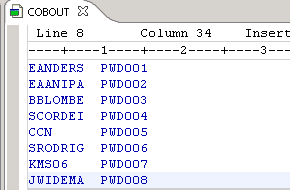 COBOUT
Line 8 Column 34 Insert
----+----1----+----2----+----3---
EANDERS PWD001
EAANIPA PWD002
BBLOMBE PWD003
SCORDEI PWD004
CCN PWD005
SRODRIG PWD006
KMS06 PWD007
JWIDEMA PWD008